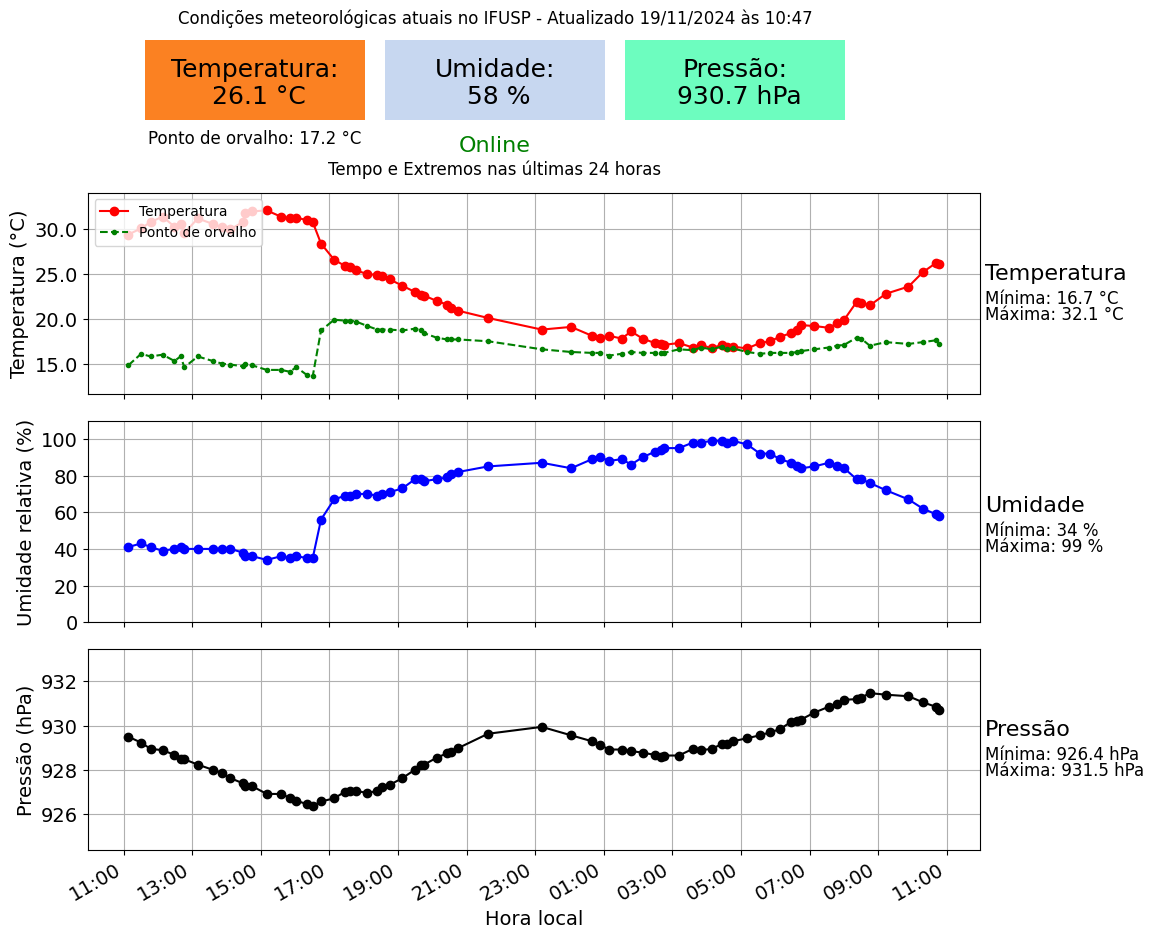 Condições meteorológicas atuais no IFUSP - Atualizado 19/11/2024 às 10:47
Temperatura:
26.1 °C
Umidade:
58 %
Pressão:
930.7 hPa
Ponto de orvalho: 17.2 °C
Online
Tempo e Extremos nas últimas 24 horas
Temperatura (°C)
30.0
25.0
20.0
15.0
Temperatura
Ponto de orvalho
Temperatura
Mínima: 16.7 °C
Máxima: 32.1 °C
Umidade relativa (%)
100
80
60
40
20
0
Umidade
Mínima: 34 %
Máxima: 99 %
Pressão (hPa)
932
930
928
926
Pressão
Mínima: 926.4 hPa
Máxima: 931.5 hPa
11:00 13:00 15:00 17:00 19:00 21:00 23:00 01:00 03:00 05:00 07:00 09:00 11:00
Hora local